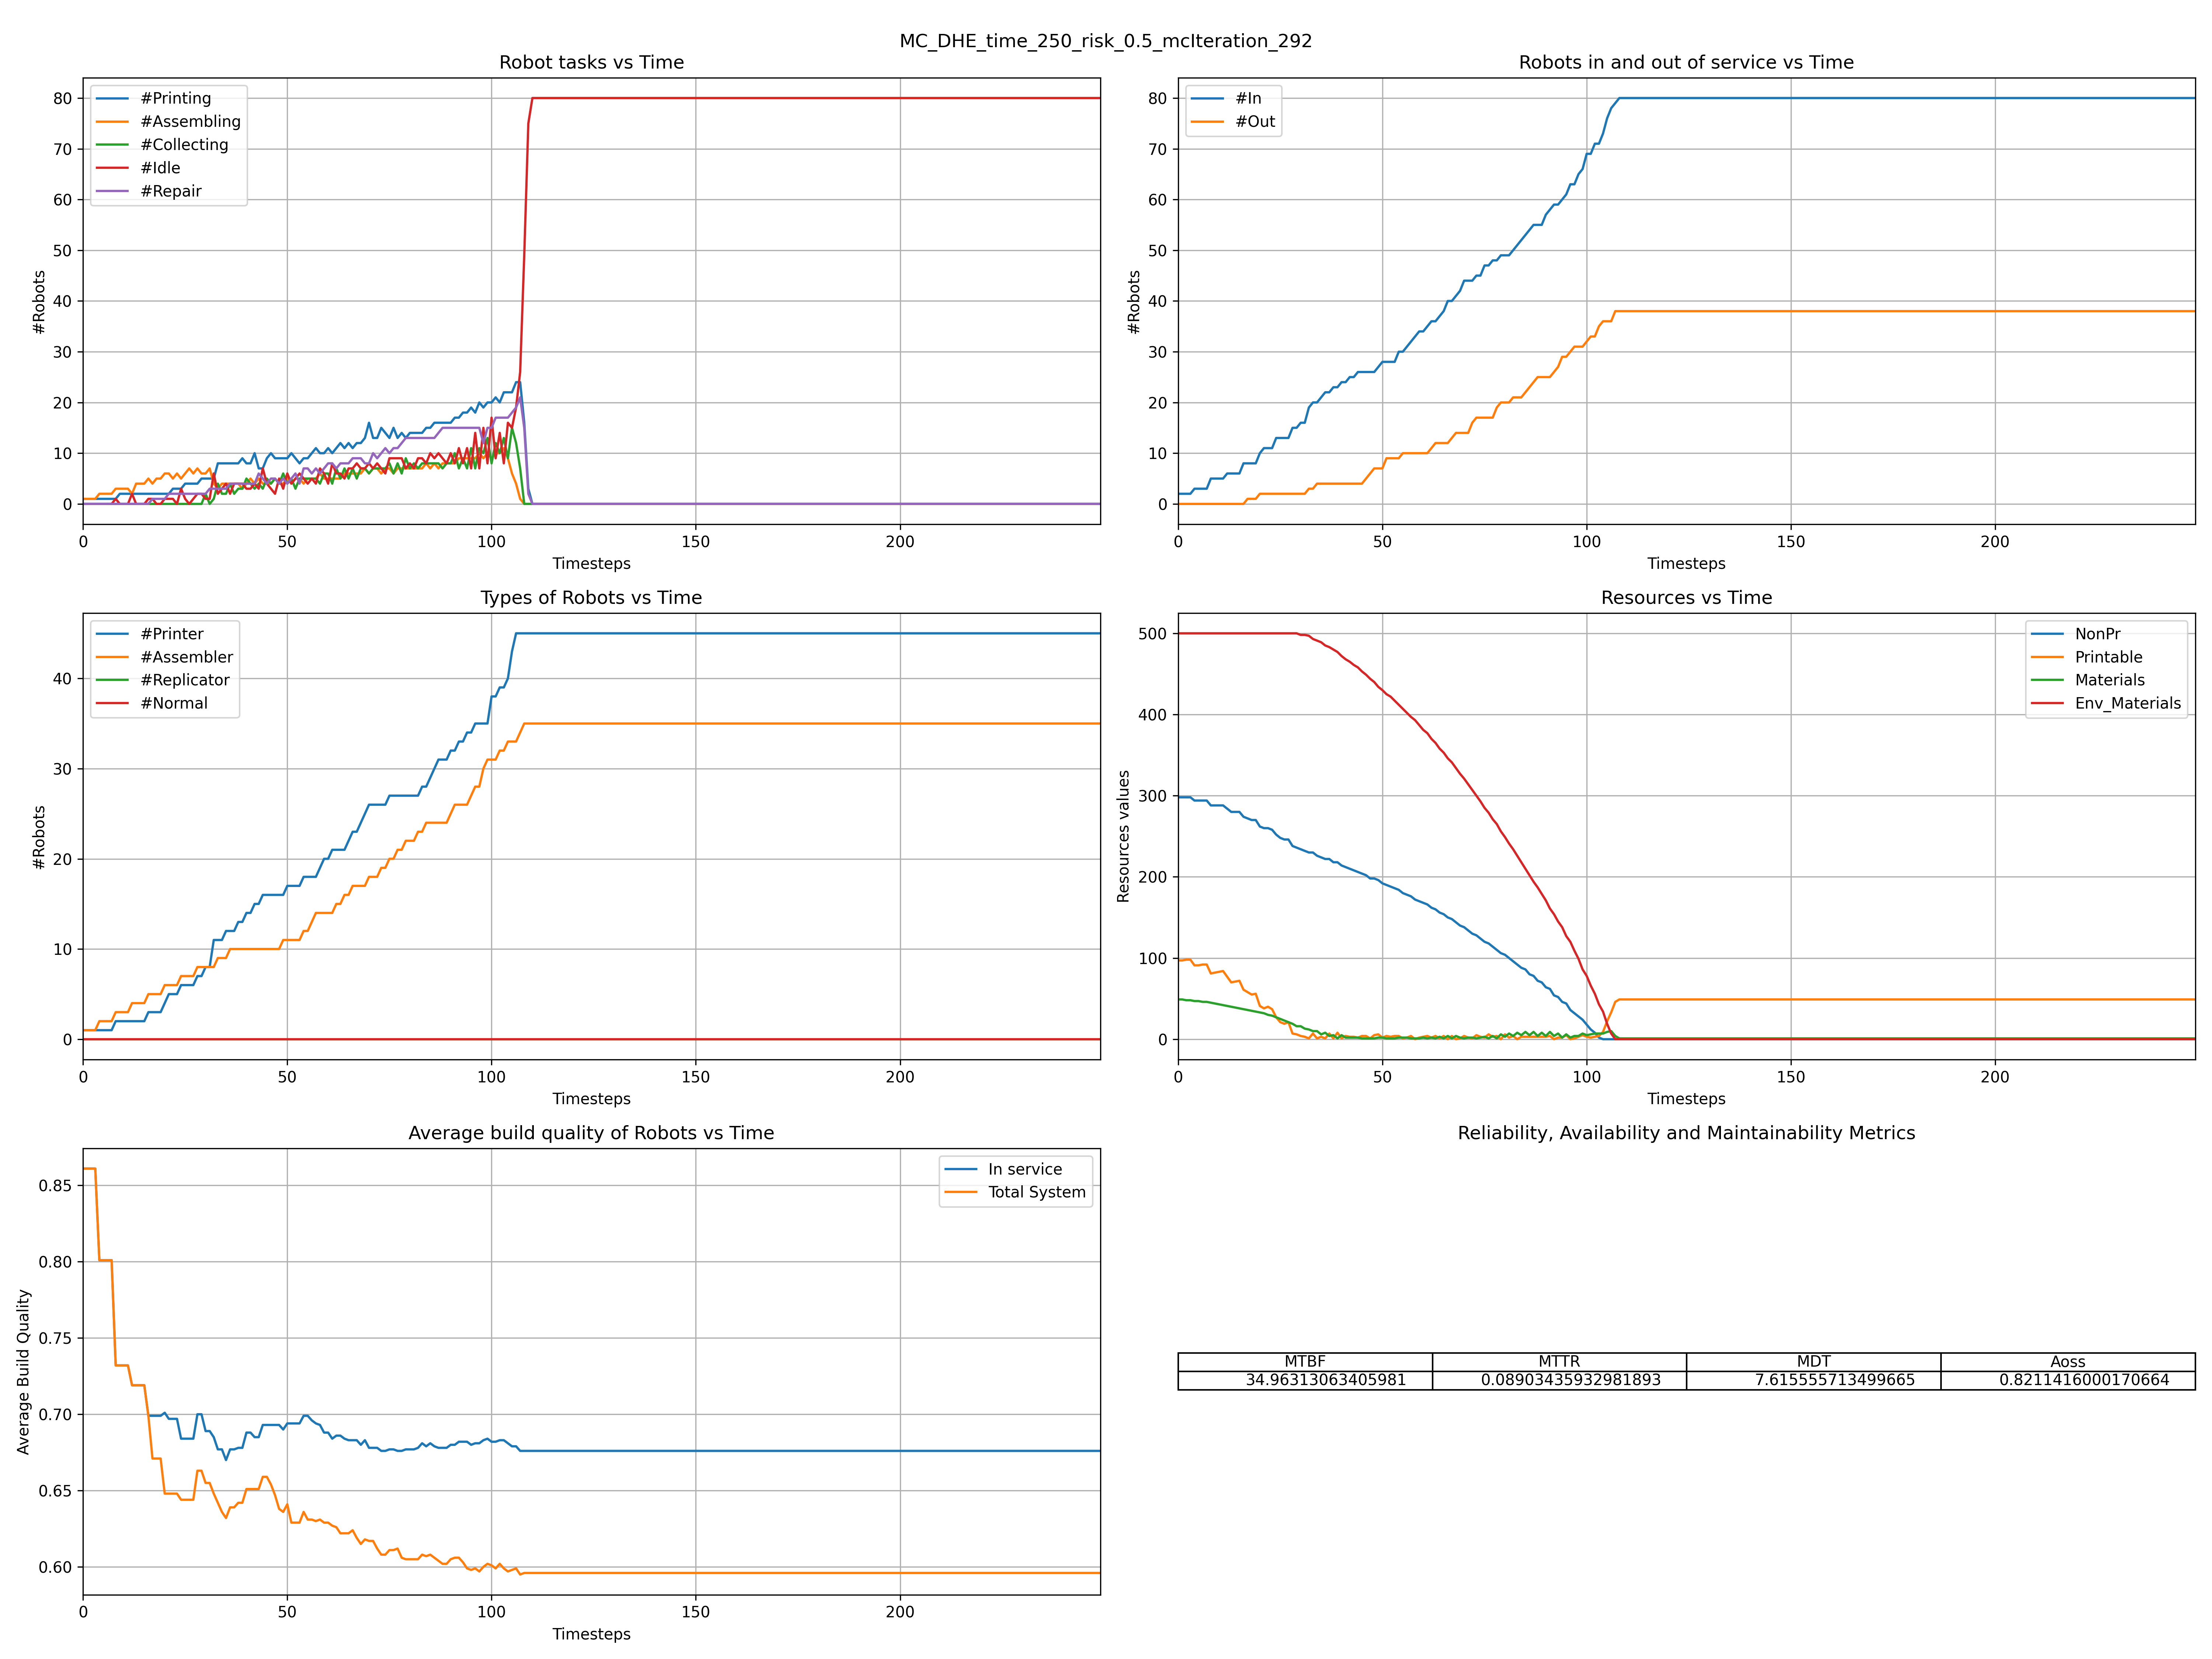 MC_DHE_time_250_risk_0.5_mcIteration_292
Robot tasks vs Time
#Printing
#Assembling
#Collecting
#Idle
#Repair
80
70
60
50
40
30
20
10
0
#Robots
0 50 100 150 200
Timesteps
Robots in and out of service vs Time
#In
#Out
80
70
60
50
40
30
20
10
0
#Robots
0 50 100 150 200
Timesteps
Types of Robots vs Time
#Printer
#Assembler
#Replicator
#Normal
40
30
20
10
0
#Robots
0 50 100 150 200
Timesteps
Resources vs Time
NonPr
Printable
Materials
Env_Materials
500
400
300
200
100
0
Resources values
0 50 100 150 200
Timesteps
Average build quality of Robots vs Time
In service
Total System
0.85
0.80
0.75
0.70
0.65
0.60
Average Build Quality
0 50 100 150 200
Timesteps
Reliability, Availability and Maintainability Metrics
MTBF MTTR MDT Aoss
34.96313063405981 0.08903435932981893 7.6155555713499665 0.8211416000170664